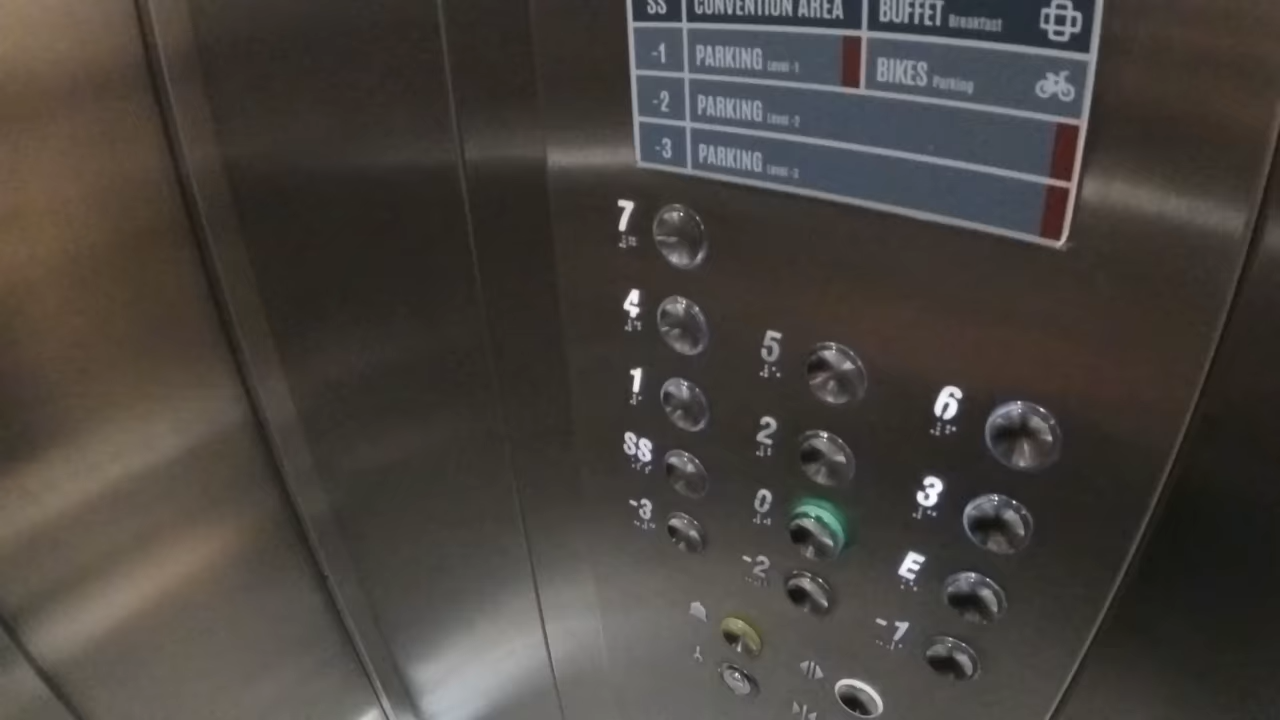 SS CONVENTION AREA BUFFET Breakfast
-1 PARKING Level -1 BIKES Parking
-2 PARKING Level -2
-3 PARKING Level -3
7
4 5 6
1 2 3
SS 0 E
-3 -2 -1